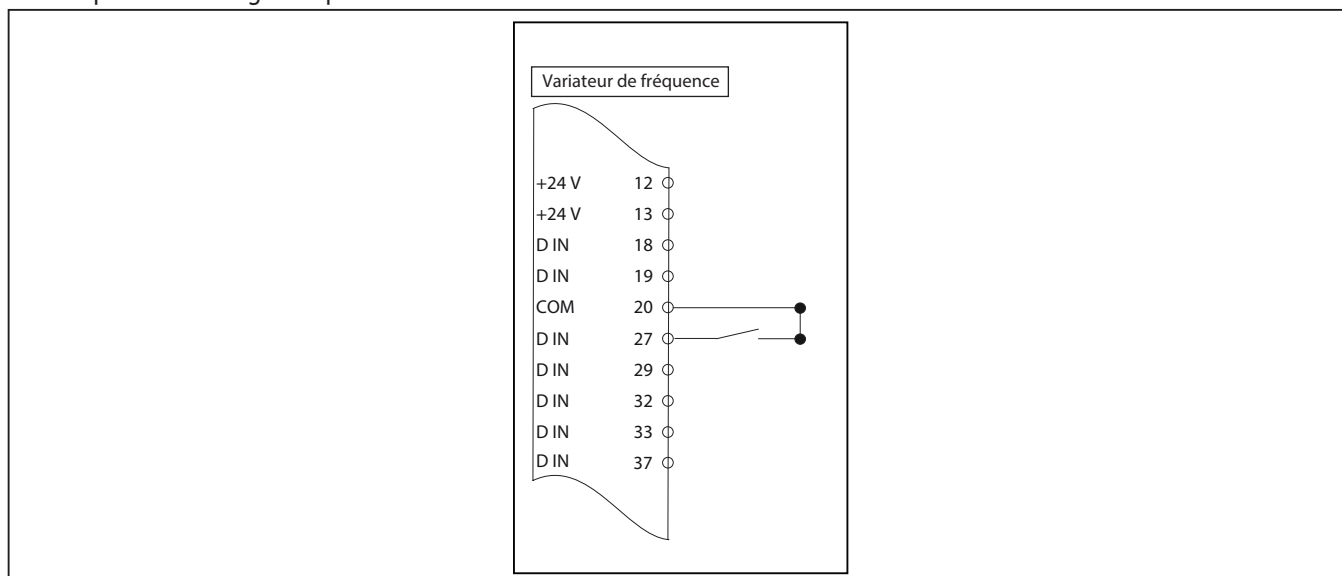 Variateur de fréquence
+24 V 12
+24 V 13
D IN 18
D IN 19
COM 20
D IN 27
D IN 29
D IN 32
D IN 33
D IN 37